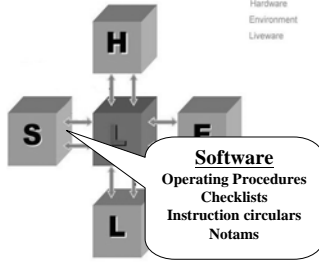 Hardware
Environment
Liveware
H
S L E
Software
Operating Procedures
Checklists
Instruction circulars
Notams
L